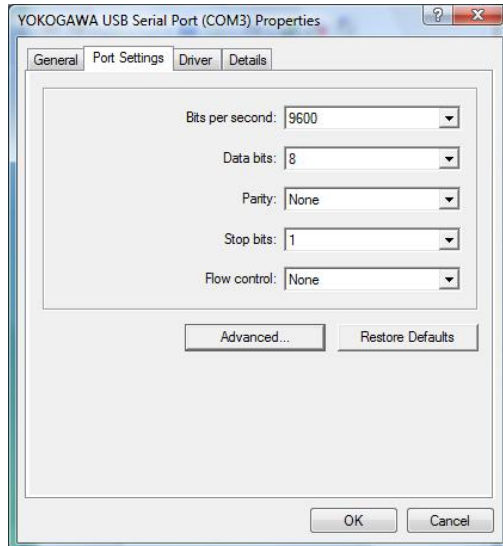 YOKOGAWA USB Serial Port (COM3) Properties
General Port Settings Driver Details
Bits per second: 9600
Data bits: 8
Parity: None
Stop bits: 1
Flow control: None
Advanced... Restore Defaults
OK Cancel